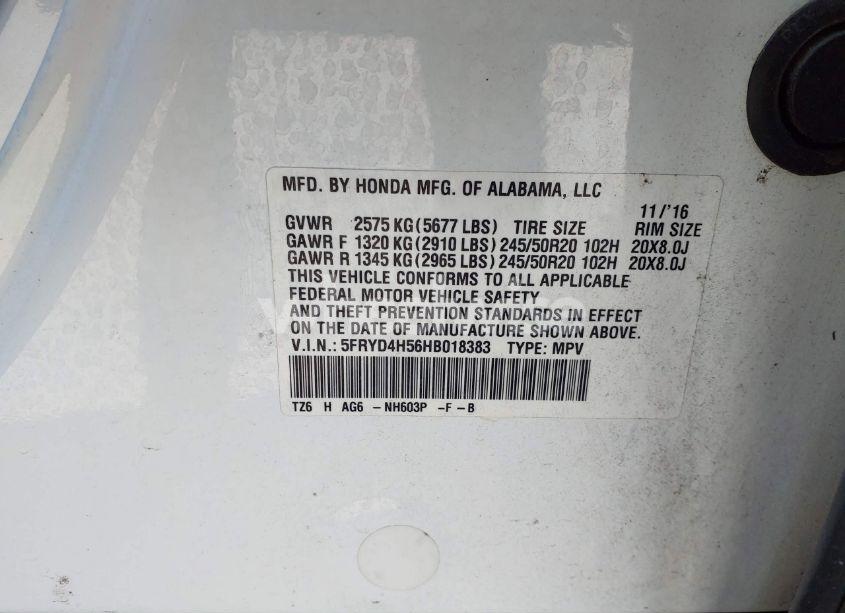 MFD. BY HONDA MFG. OF ALABAMA, LLC
11/'16
GVWR 2575 KG (5677 LBS) TIRE SIZE RIM SIZE
GAWR F 1320 KG (2910 LBS) 245/50R20 102H 20X8.0J
GAWR R 1345 KG (2965 LBS) 245/50R20 102H 20X8.0J
THIS VEHICLE CONFORMS TO ALL APPLICABLE
FEDERAL MOTOR VEHICLE SAFETY
AND THEFT PREVENTION STANDARDS IN EFFECT
ON THE DATE OF MANUFACTURE SHOWN ABOVE.
V.I.N.: 5FRYD4H56HB018383 TYPE: MPV
TZ6 H AG6 – NH603P – F – B